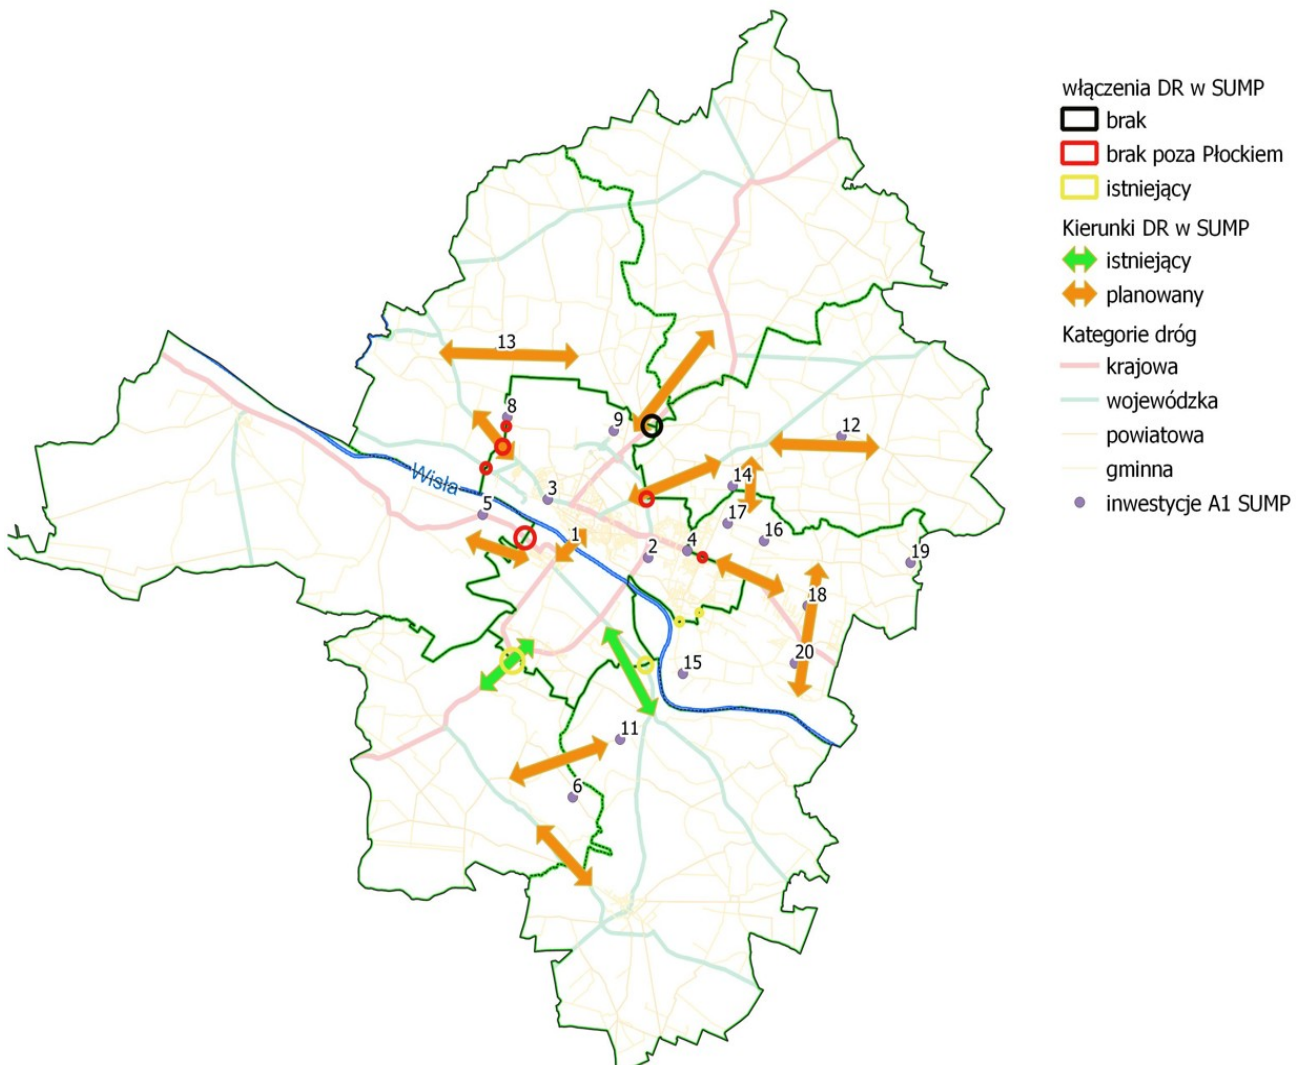 włączenia DR w SUMP
brak
brak poza Płockiem
istniejący
Kierunki DR w SUMP
istniejący
planowany
Kategorie dróg
krajowa
wojewódzka
powiatowa
gminna
inwestycje A1 SUMP
13
8
9
12
14
Wisła
3
5
17
16
1
2
4
19
18
20
15
11
6